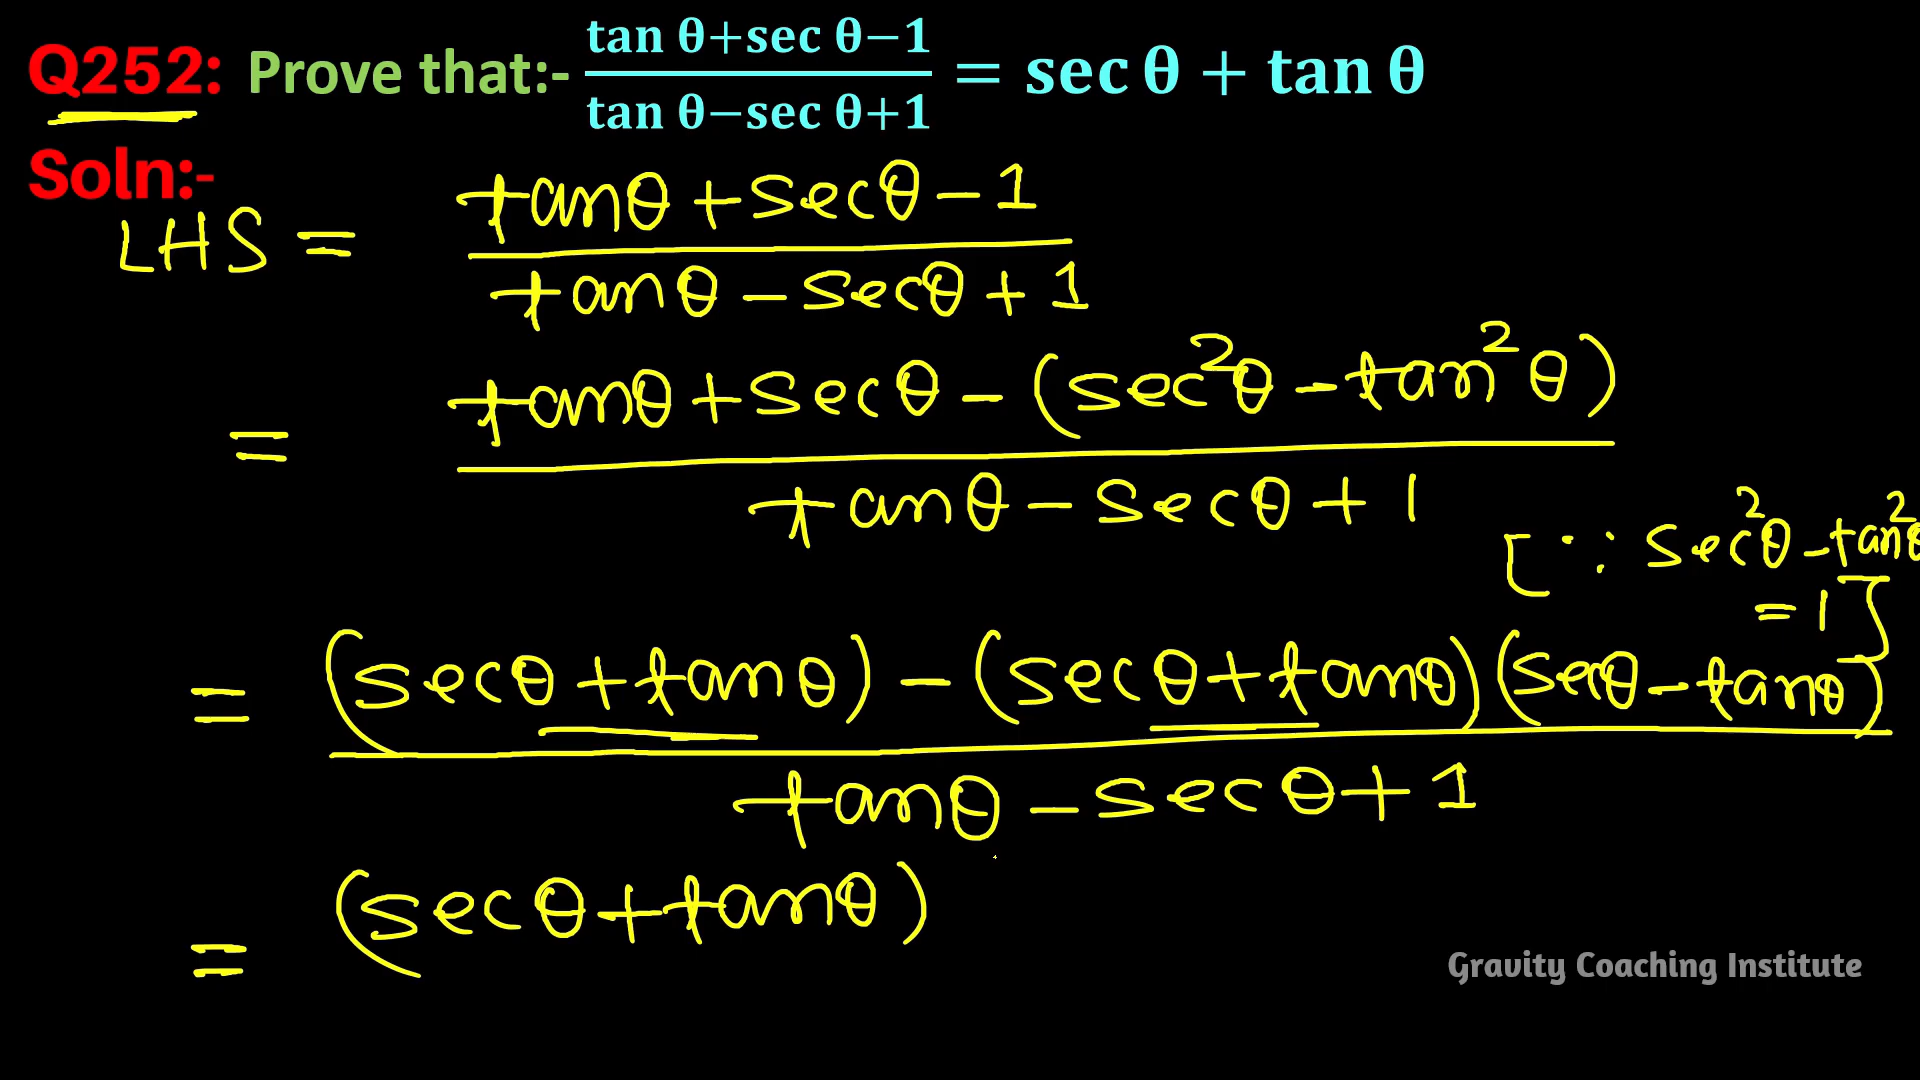 Q252: Prove that:- (tan θ+sec θ−1)/(tan θ−sec θ+1) = sec θ + tan θ
Soln:-
LHS = (tanθ + secθ − 1)/(tanθ − secθ + 1)
= (tanθ + secθ − (sec²θ − tan²θ))/(tanθ − secθ + 1)
[∵ sec²θ − tan²θ
= 1]
= ((secθ + tanθ) − (secθ + tanθ)(secθ − tanθ))/(tanθ − secθ + 1)
= (secθ + tanθ)
Gravity Coaching Institute